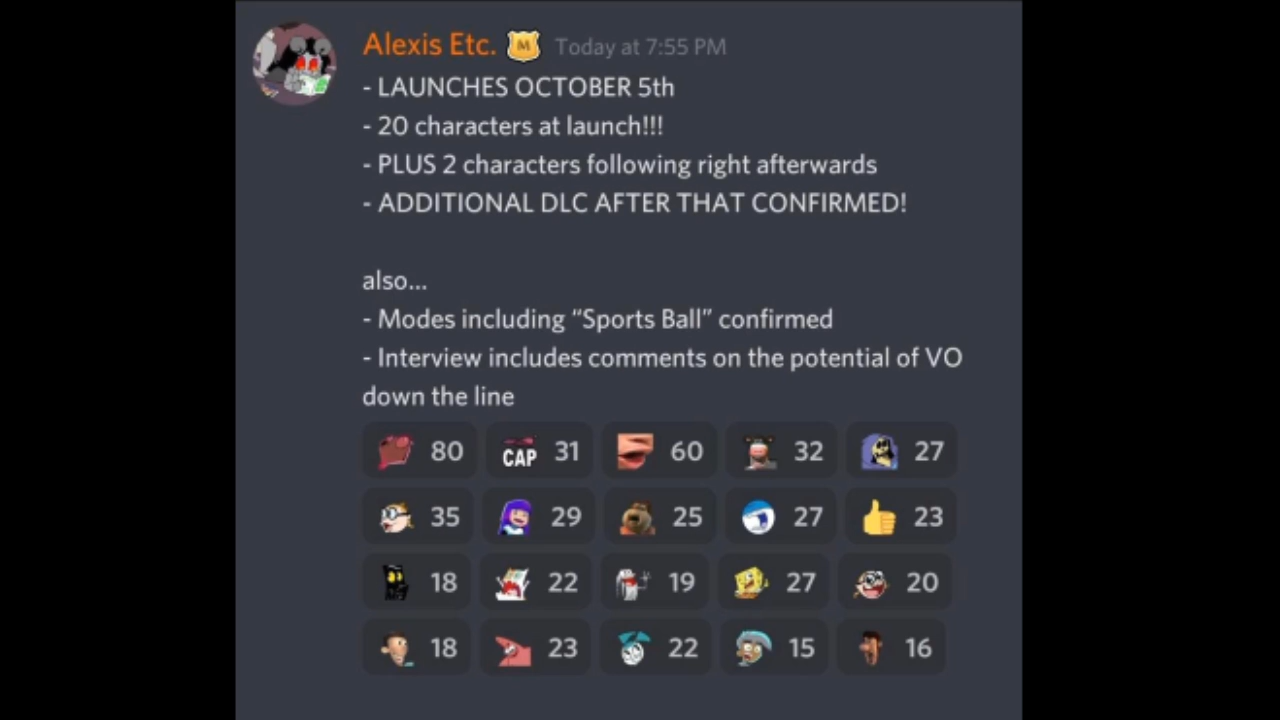 Alexis Etc. M Today at 7:55 PM
- LAUNCHES OCTOBER 5th
- 20 characters at launch!!!
- PLUS 2 characters following right afterwards
- ADDITIONAL DLC AFTER THAT CONFIRMED!
also...
- Modes including “Sports Ball” confirmed
- Interview includes comments on the potential of VO
down the line
80 CAP 31 60 32 27
35 29 25 27 23
18 22 19 27 20
18 23 22 15 16